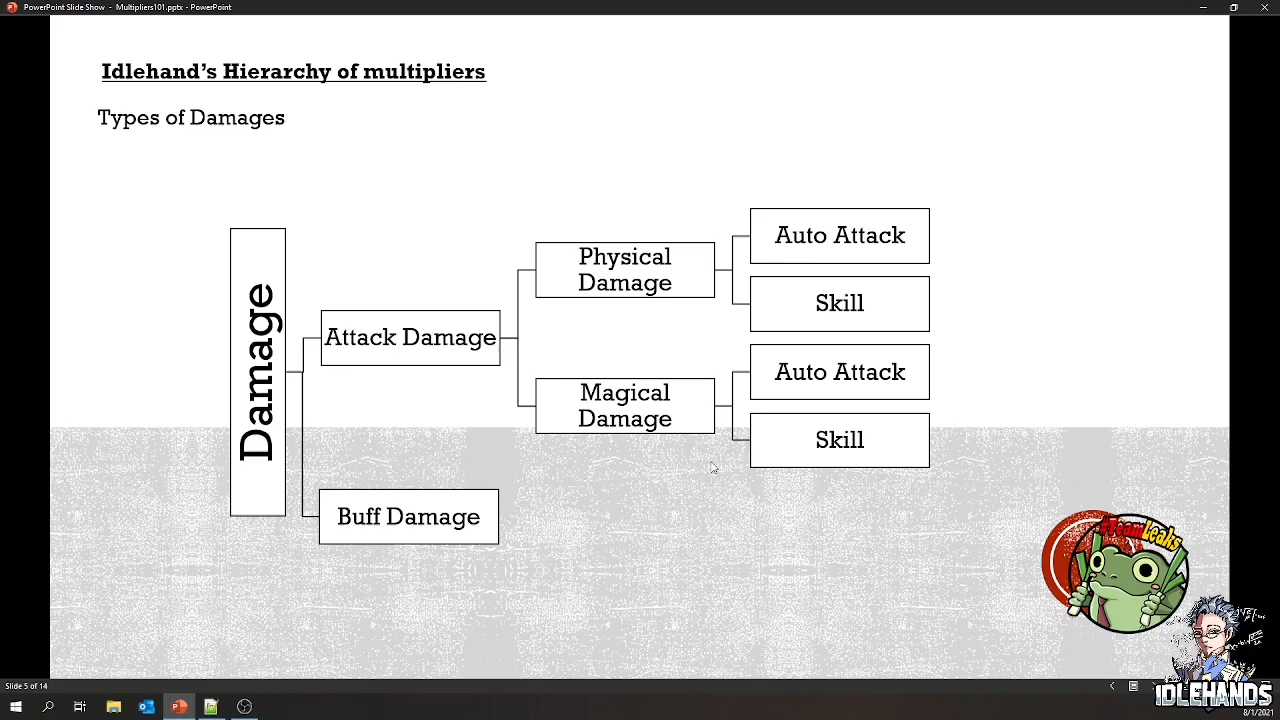 PowerPoint Slide Show - Multipliers101.pptx - PowerPoint
Idlehand's Hierarchy of multipliers
Types of Damages
Damage
Attack Damage
Buff Damage
Physical
Damage
Magical
Damage
Auto Attack
Skill
Auto Attack
Skill
#TeamLeaks
IDLEHANDS
Slide 5 of 14
8/1/2021